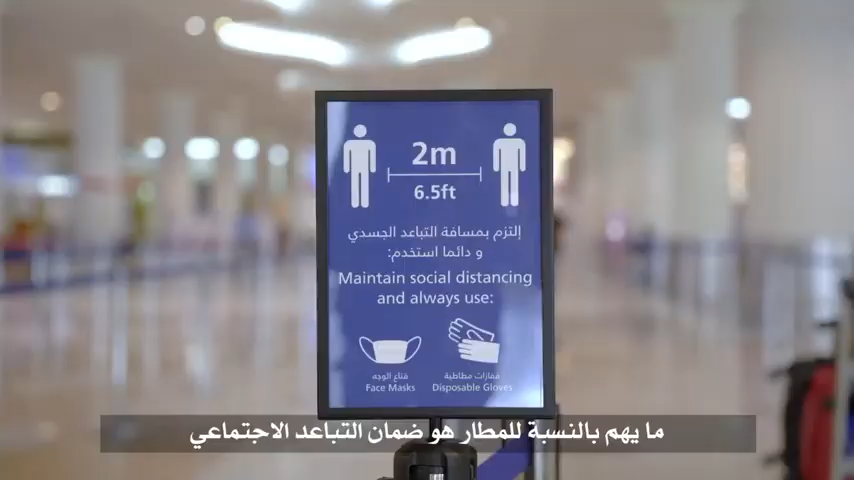 2m
6.5ft
إلتزم بمسافة التباعد الجسدي
و دائما استخدم:
Maintain social distancing
and always use:
قناع الوجه
Face Masks
قفازات مطاطية
Disposable Gloves
ما يهم بالنسبة للمطار هو ضمان التباعد الاجتماعي